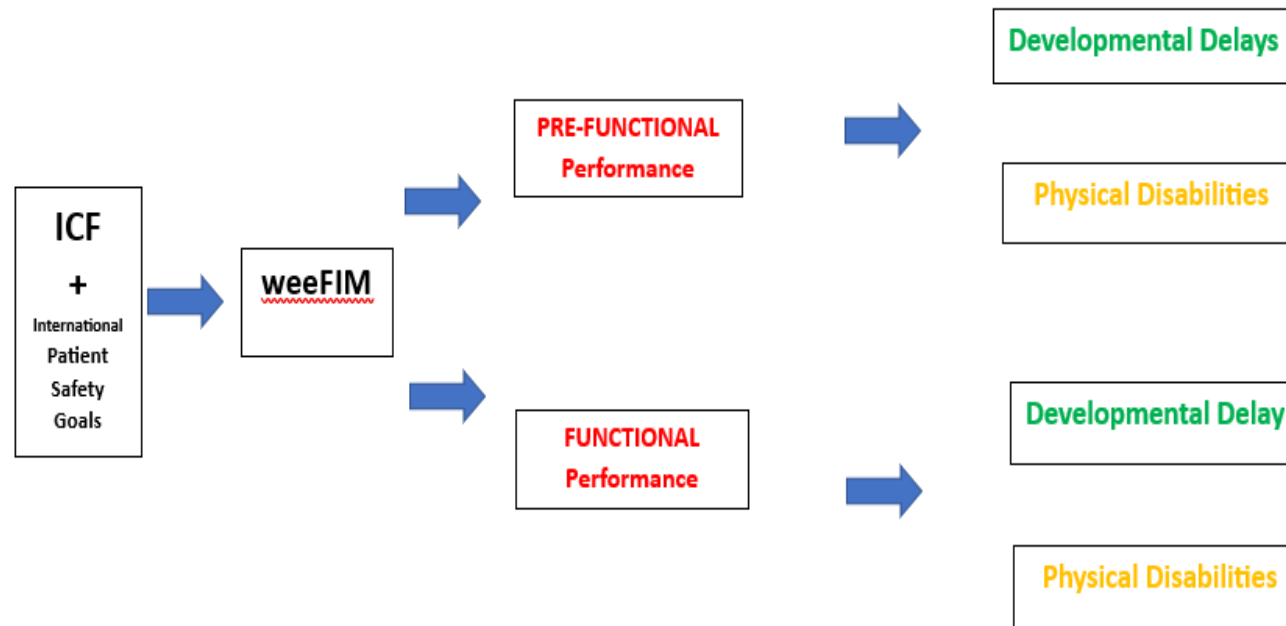 ICF
+
International
Patient
Safety
Goals
weeFIM
PRE-FUNCTIONAL
Performance
FUNCTIONAL
Performance
Developmental Delays
Physical Disabilities
Developmental Delay
Physical Disabilities